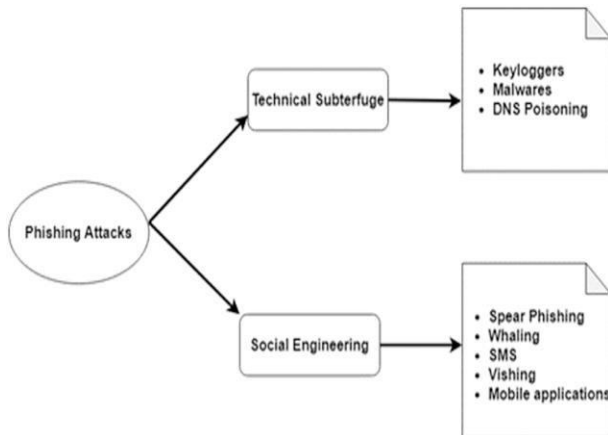 Phishing Attacks
Technical Subterfuge
• Keyloggers
• Malwares
• DNS Poisoning
Social Engineering
• Spear Phishing
• Whaling
• SMS
• Vishing
• Mobile applications